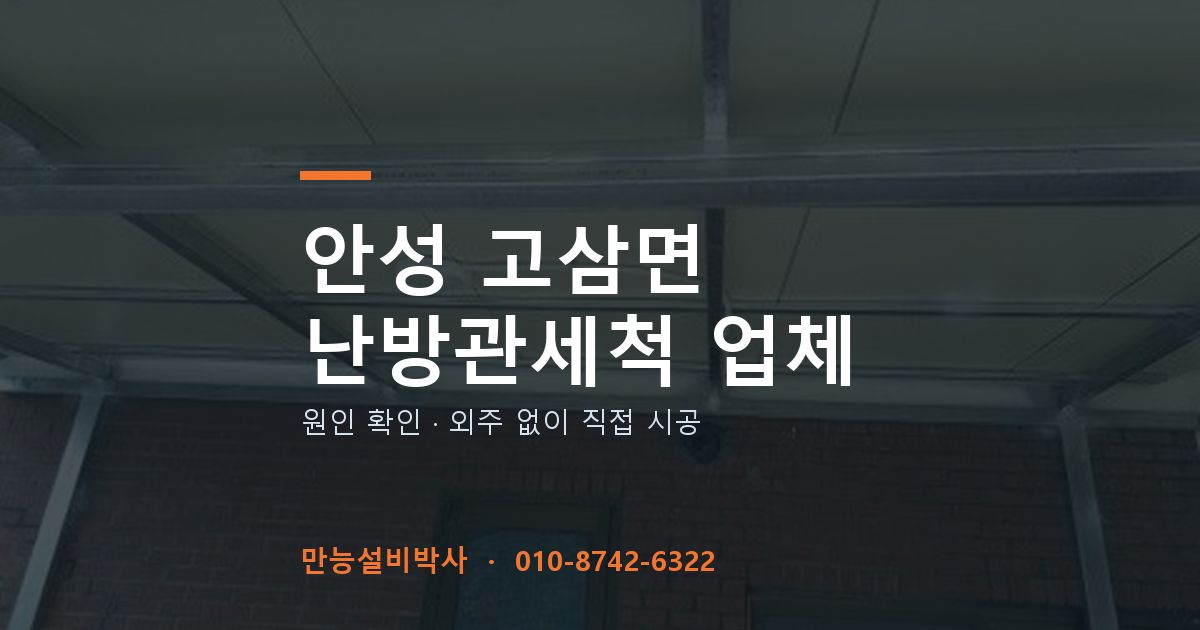 안성 고삼면
난방관세척 업체
원인 확인 · 외주 없이 직접 시공
만능설비박사 · 010-8742-6322